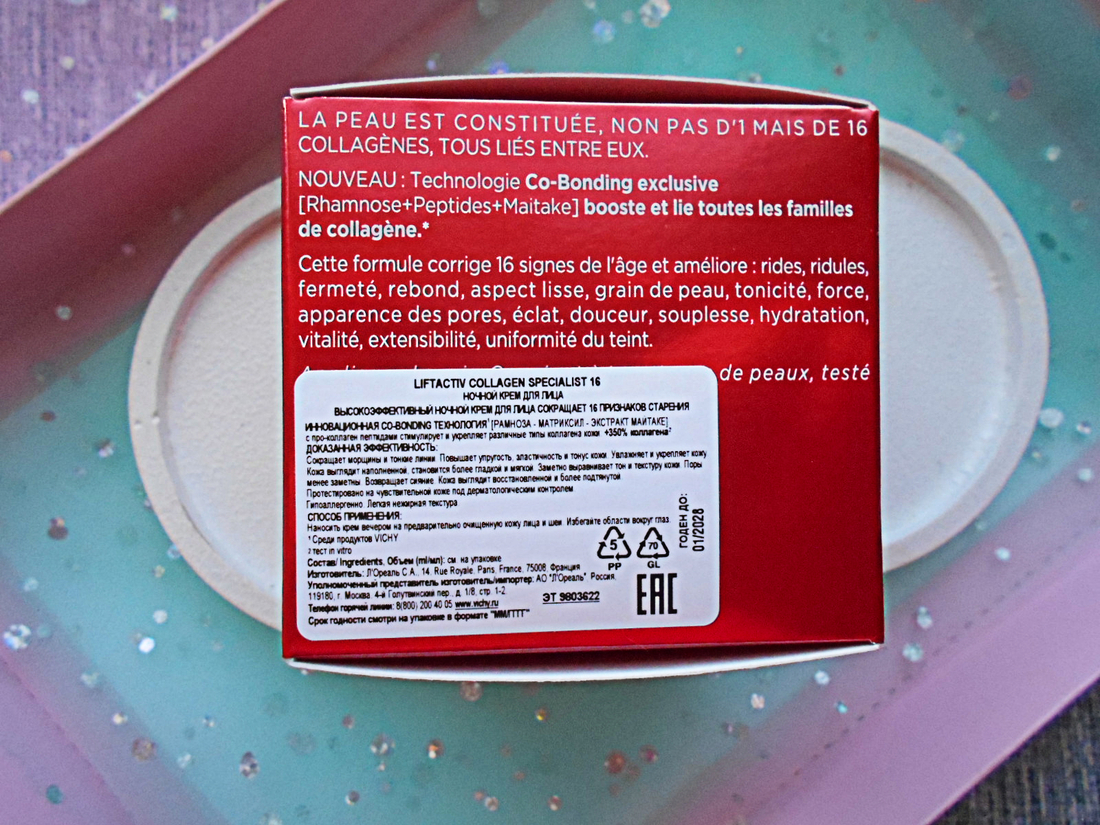 LA PEAU EST CONSTITUÉE, NON PAS D'1 MAIS DE 16
COLLAGÈNES, TOUS LIÉS ENTRE EUX.
NOUVEAU : Technologie Co-Bonding exclusive
[Rhamnose+Peptides+Maitake] booste et lie toutes les familles
de collagène.*
Cette formule corrige 16 signes de l'âge et améliore : rides, ridules,
fermeté, rebond, aspect lisse, grain de peau, tonicité, force,
apparence des pores, éclat, douceur, souplesse, hydratation,
vitalité, extensibilité, uniformité du teint.
de peaux, testé
LIFTACTIV COLLAGEN SPECIALIST 16
НОЧНОЙ КРЕМ ДЛЯ ЛИЦА
ВЫСОКОЭФФЕКТИВНЫЙ НОЧНОЙ КРЕМ ДЛЯ ЛИЦА СОКРАЩАЕТ 16 ПРИЗНАКОВ СТАРЕНИЯ
ИННОВАЦИОННАЯ CO-BONDING ТЕХНОЛОГИЯ¹ [РАМНОЗА - МАТРИКСИЛ - ЭКСТРАКТ МАЙТАКЕ]
с про-коллаген пептидами стимулирует и укрепляет различные типы коллагена кожи +350% коллагена²
ДОКАЗАННАЯ ЭФФЕКТИВНОСТЬ:
Сокращает морщины и тонкие линии. Повышает упругость, эластичность и тонус кожи. Увлажняет и укрепляет кожу
Кожа выглядит наполненной, становится более гладкой и мягкой. Заметно выравнивает тон и текстуру кожи. Поры
менее заметны. Возвращает сияние. Кожа выглядит восстановленной и более подтянутой.
Протестировано на чувствительной коже под дерматологическим контролем
Гипоаллергенно. Легкая нежирная текстура
СПОСОБ ПРИМЕНЕНИЯ:
Наносить крем вечером на предварительно очищенную кожу лица и шеи. Избегайте области вокруг глаз.
¹ Среди продуктов VICHY
² тест in vitro
Состав/ Ingredients, Объем (ml/мл): см. на упаковке
Изготовитель: Л'Ореаль С.А., 14, Rue Royale, Paris, France, 75008, Франция
Уполномоченный представитель изготовитель/импортер: АО "Л'Ореаль", Россия,
119180, г. Москва, 4-й Голутвинский пер., д. 1/8, стр. 1-2.
Телефон горячей линии: 8(800) 200 40 05 www.vichy.ru
Срок годности смотри на упаковке в формате "ММ/ГГГГ"
ЭТ 9803622
5
PP
70
GL
EAC
ГОДЕН ДО:
01/2028